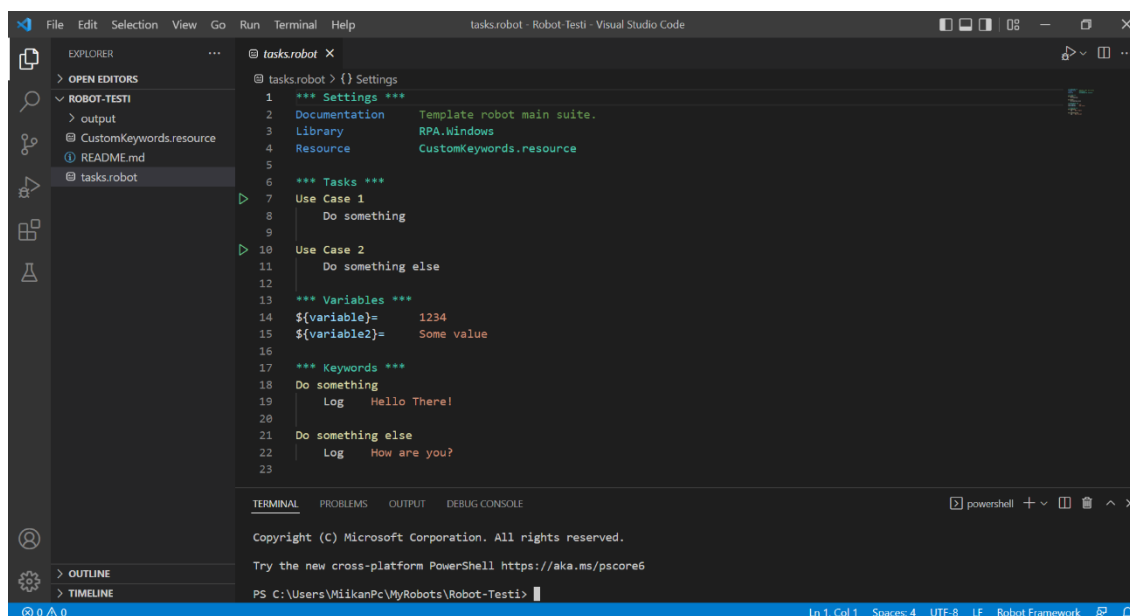 File Edit Selection View Go Run Terminal Help tasks.robot - Robot-Testi - Visual Studio Code
EXPLORER
OPEN EDITORS
ROBOT-TESTI
output
CustomKeywords.resource
README.md
tasks.robot
OUTLINE
TIMELINE
tasks.robot
tasks.robot > {} Settings
1 *** Settings ***
2 Documentation Template robot main suite.
3 Library RPA.Windows
4 Resource CustomKeywords.resource
5
6 *** Tasks ***
7 Use Case 1
8 Do something
9
10 Use Case 2
11 Do something else
12
13 *** Variables ***
14 ${variable}= 1234
15 ${variable2}= Some value
16
17 *** Keywords ***
18 Do something
19 Log Hello There!
20
21 Do something else
22 Log How are you?
23
TERMINAL PROBLEMS OUTPUT DEBUG CONSOLE powershell
Copyright (C) Microsoft Corporation. All rights reserved.
Try the new cross-platform PowerShell https://aka.ms/pscore6
PS C:\Users\MiikanPc\MyRobots\Robot-Testi>
0 0 Ln 1, Col 1 Spaces: 4 UTF-8 LF Robot Framework